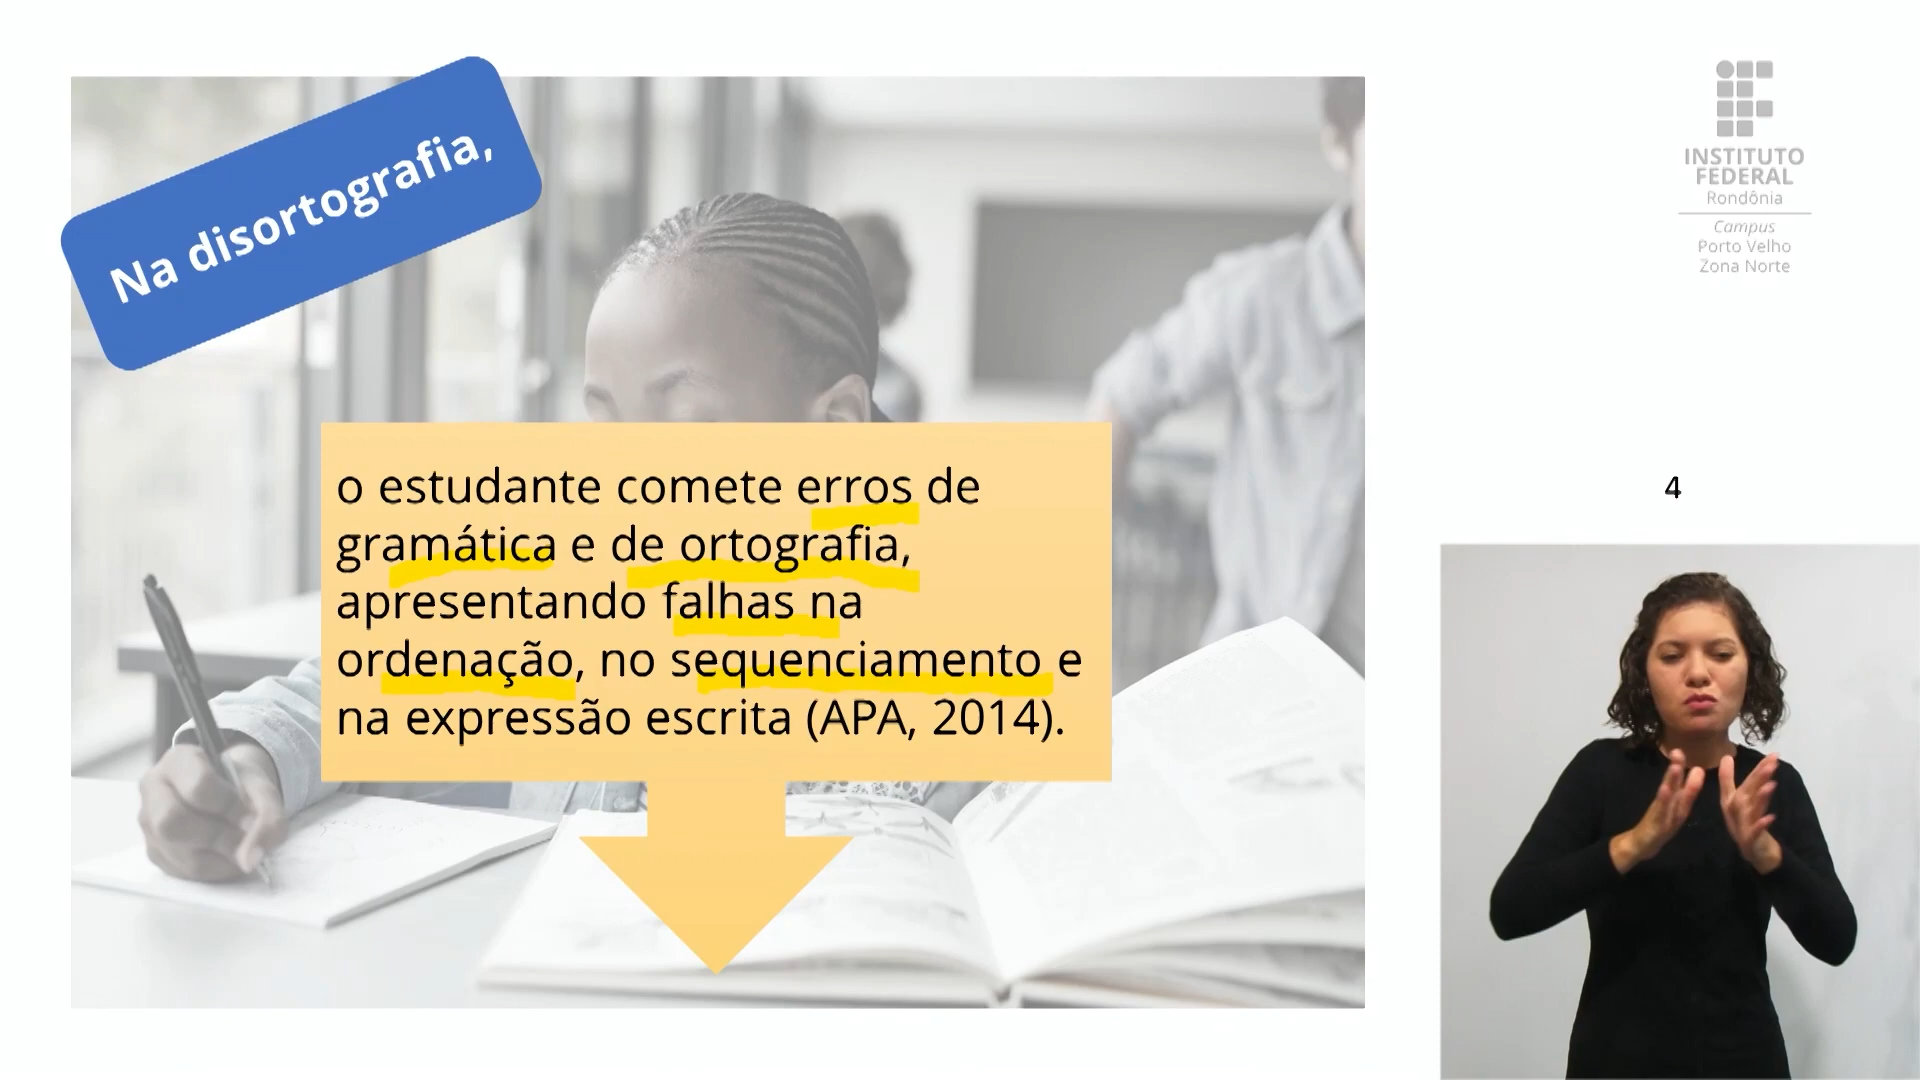 Na disortografia,
o estudante comete erros de
gramática e de ortografia,
apresentando falhas na
ordenação, no sequenciamento e
na expressão escrita (APA, 2014).
INSTITUTO
FEDERAL
Rondônia
Campus
Porto Velho
Zona Norte
4